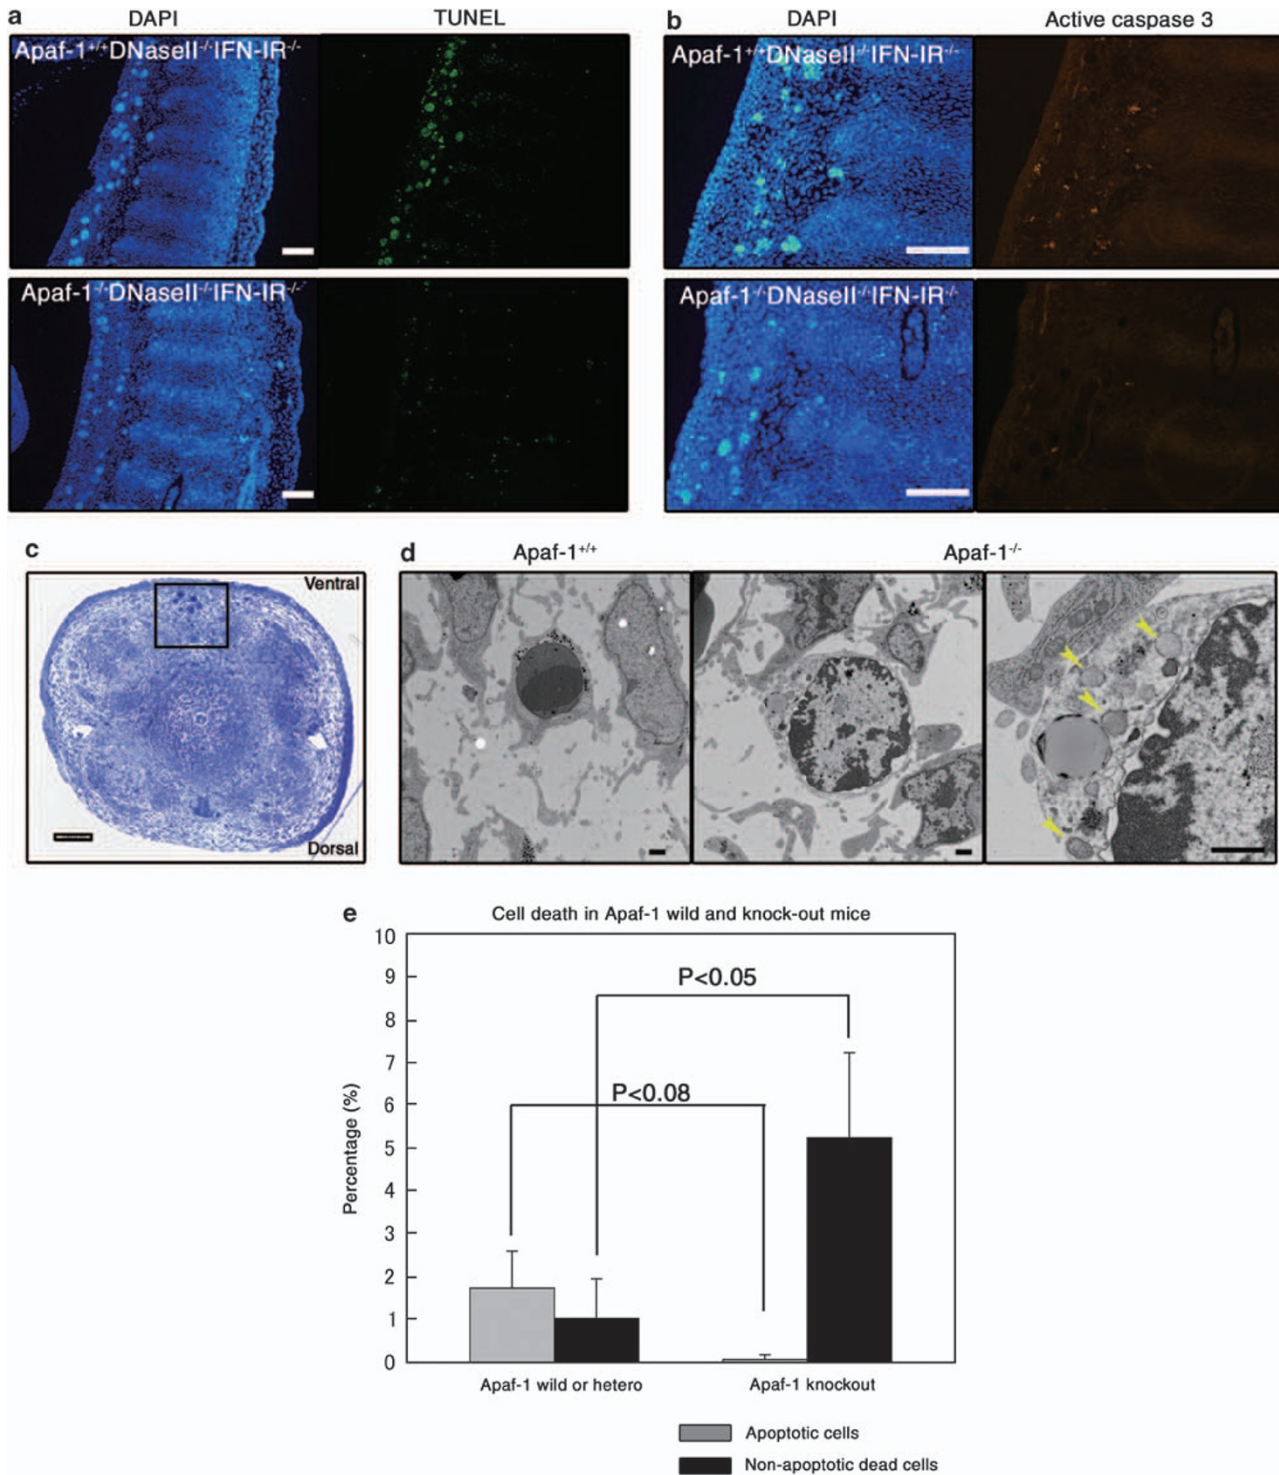 a
DAPI
TUNEL
Apaf-1+/+DNaseII-/-IFN-IR-/-
Apaf-1-/-DNaseII-/-IFN-IR-/-
b
DAPI
Active caspase 3
Apaf-1+/+DNaseII-/-IFN-IR-/-
Apaf-1-/-DNaseII-/-IFN-IR-/-
c
Ventral
Dorsal
d
Apaf-1+/+
Apaf-1-/-
e
Cell death in Apaf-1 wild and knock-out mice
Percentage (%)
10
9
8
7
6
5
4
3
2
1
0
P<0.05
P<0.08
Apaf-1 wild or hetero
Apaf-1 knockout
Apoptotic cells
Non-apoptotic dead cells